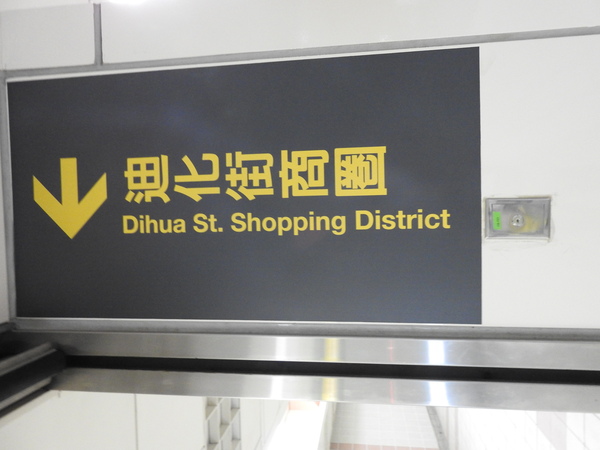 迪化街商圈
Dihua St. Shopping District